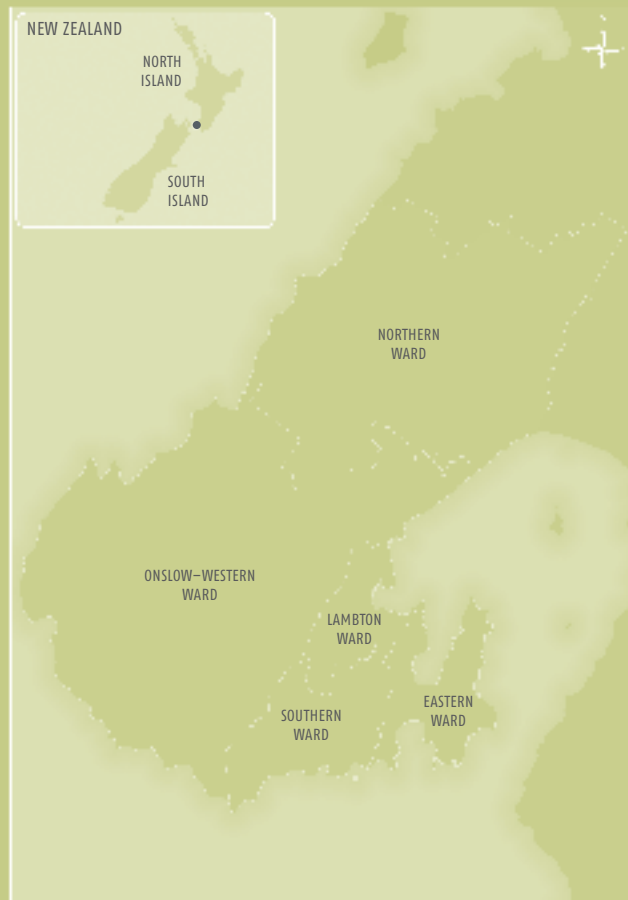 NEW ZEALAND
NORTH
ISLAND
SOUTH
ISLAND
NORTHERN
WARD
ONSLOW–WESTERN
WARD
LAMBTON
WARD
EASTERN
WARD
SOUTHERN
WARD